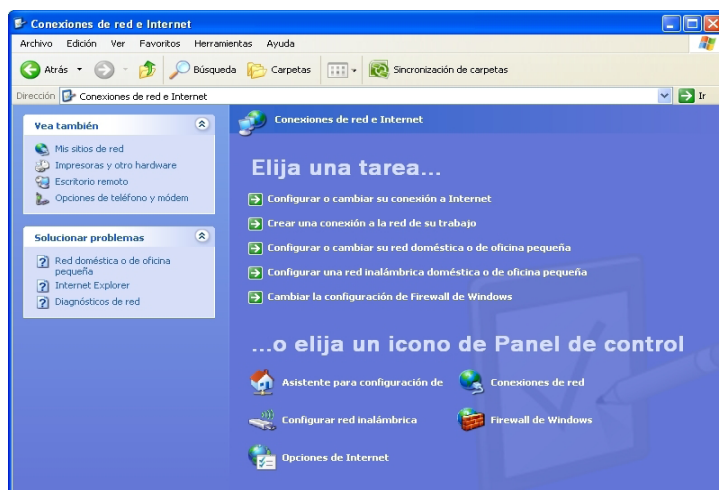 Conexiones de red e Internet
Archivo Edición Ver Favoritos Herramientas Ayuda
Atrás Búsqueda Carpetas Sincronización de carpetas
Dirección Conexiones de red e Internet Ir
Vea también
Mis sitios de red
Impresoras y otro hardware
Escritorio remoto
Opciones de teléfono y módem
Solucionar problemas
Red doméstica o de oficina
pequeña
Internet Explorer
Diagnósticos de red
Conexiones de red e Internet
Elija una tarea...
Configurar o cambiar su conexión a Internet
Crear una conexión a la red de su trabajo
Configurar o cambiar su red doméstica o de oficina pequeña
Configurar una red inalámbrica doméstica o de oficina pequeña
Cambiar la configuración de Firewall de Windows
...o elija un icono de Panel de control
Asistente para configuración de Conexiones de red
Configurar red inalámbrica Firewall de Windows
Opciones de Internet